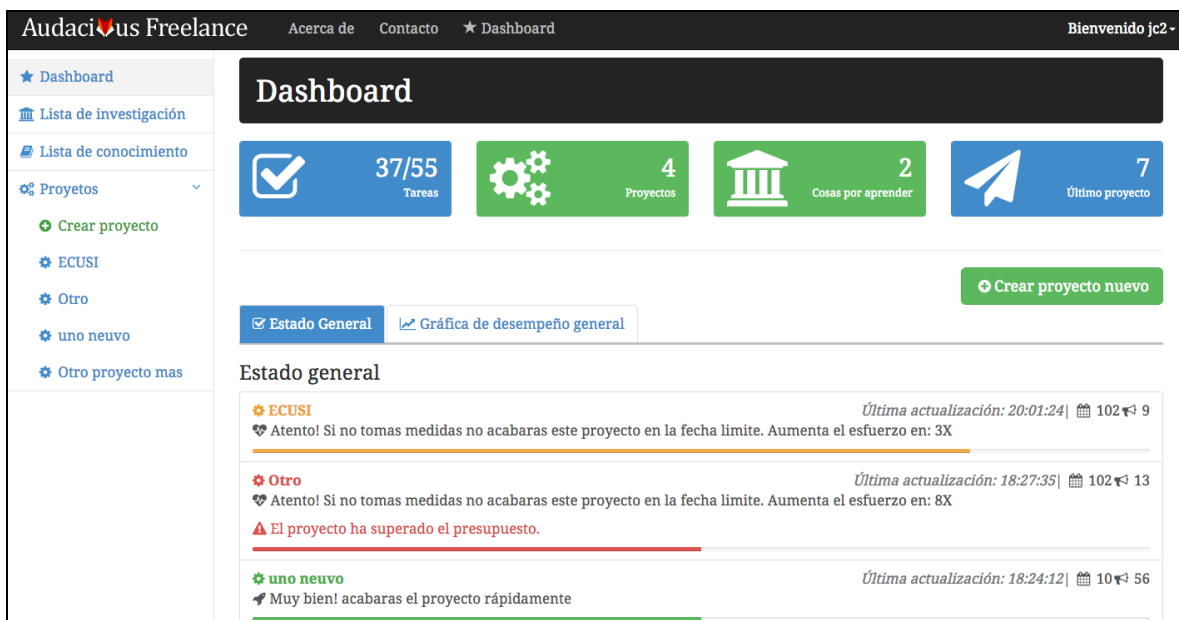 Audacious Freelance Acerca de Contacto Dashboard Bienvenido jc2
Dashboard
Lista de investigación
Lista de conocimiento
Proyetos
Crear proyecto
ECUSI
Otro
uno neuvo
Otro proyecto mas
Dashboard
37/55
Tareas
4
Proyectos
2
Cosas por aprender
7
Último proyecto
Crear proyecto nuevo
Estado General Gráfica de desempeño general
Estado general
ECUSI Última actualización: 20:01:24| 102 9
Atento! Si no tomas medidas no acabaras este proyecto en la fecha limite. Aumenta el esfuerzo en: 3X
Otro Última actualización: 18:27:35| 102 13
Atento! Si no tomas medidas no acabaras este proyecto en la fecha limite. Aumenta el esfuerzo en: 8X
El proyecto ha superado el presupuesto.
uno neuvo Última actualización: 18:24:12| 10 56
Muy bien! acabaras el proyecto rápidamente